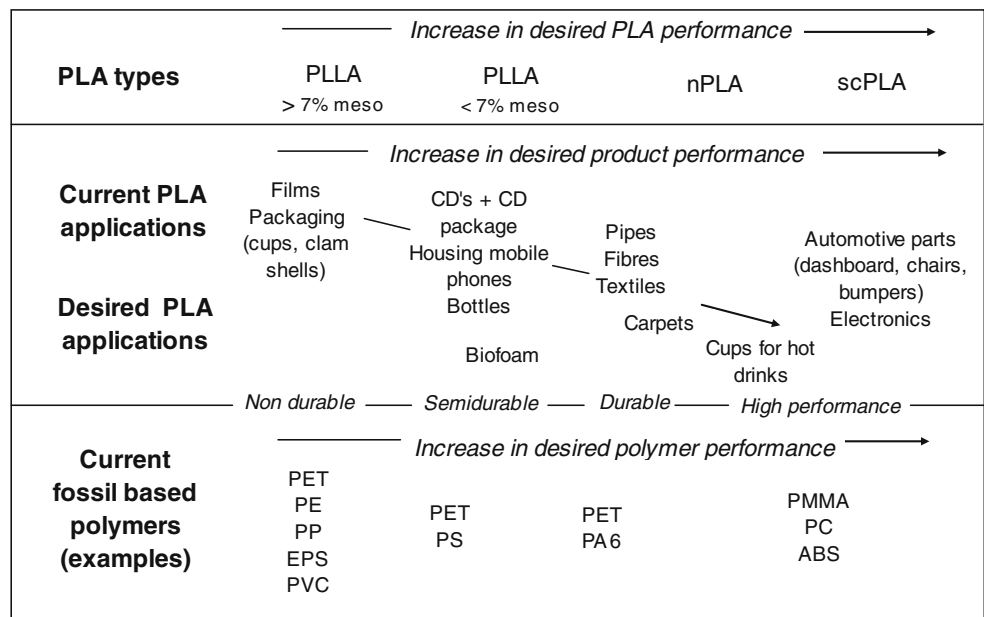 Increase in desired PLA performance
PLA types
PLLA
> 7% meso
PLLA
< 7% meso
nPLA
scPLA
Increase in desired product performance
Current PLA
applications
Desired PLA
applications
Films
Packaging
(cups, clam
shells)
CD's + CD
package
Housing mobile
phones
Bottles
Biofoam
Pipes
Fibres
Textiles
Carpets
Cups for hot
drinks
Automotive parts
(dashboard, chairs,
bumpers)
Electronics
Non durable
Semidurable
Durable
High performance
Increase in desired polymer performance
Current
fossil based
polymers
(examples)
PET
PE
PP
EPS
PVC
PET
PS
PET
PA6
PMMA
PC
ABS